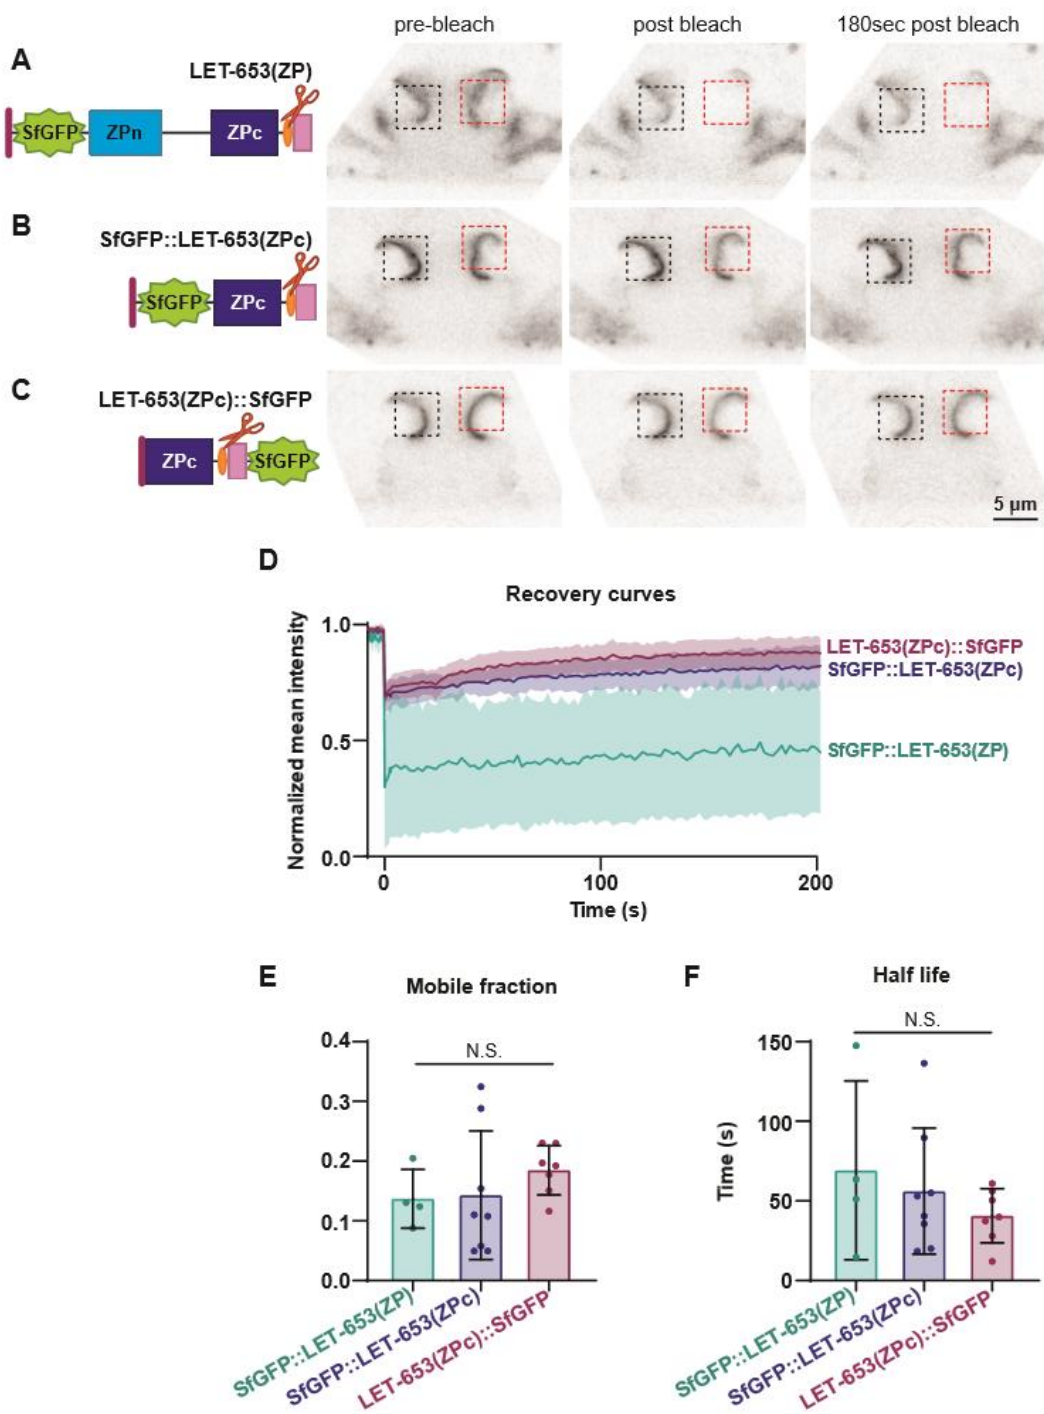 pre-bleach post bleach 180sec post bleach
A
LET-653(ZP)
SfGFP ZPn ZPc
B
SfGFP::LET-653(ZPc)
SfGFP ZPc
C
LET-653(ZPc)::SfGFP
ZPc SfGFP
5 μm
D
Recovery curves
Normalized mean intensity
1.0
0.5
0.0
LET-653(ZPc)::SfGFP
SfGFP::LET-653(ZPc)
SfGFP::LET-653(ZP)
0 100 200
Time (s)
E
Mobile fraction
N.S.
0.4
0.3
0.2
0.1
0.0
SfGFP::LET-653(ZP)
SfGFP::LET-653(ZPc)
LET-653(ZPc)::SfGFP
F
Half life
N.S.
Time (s)
150
100
50
0
SfGFP::LET-653(ZP)
SfGFP::LET-653(ZPc)
LET-653(ZPc)::SfGFP